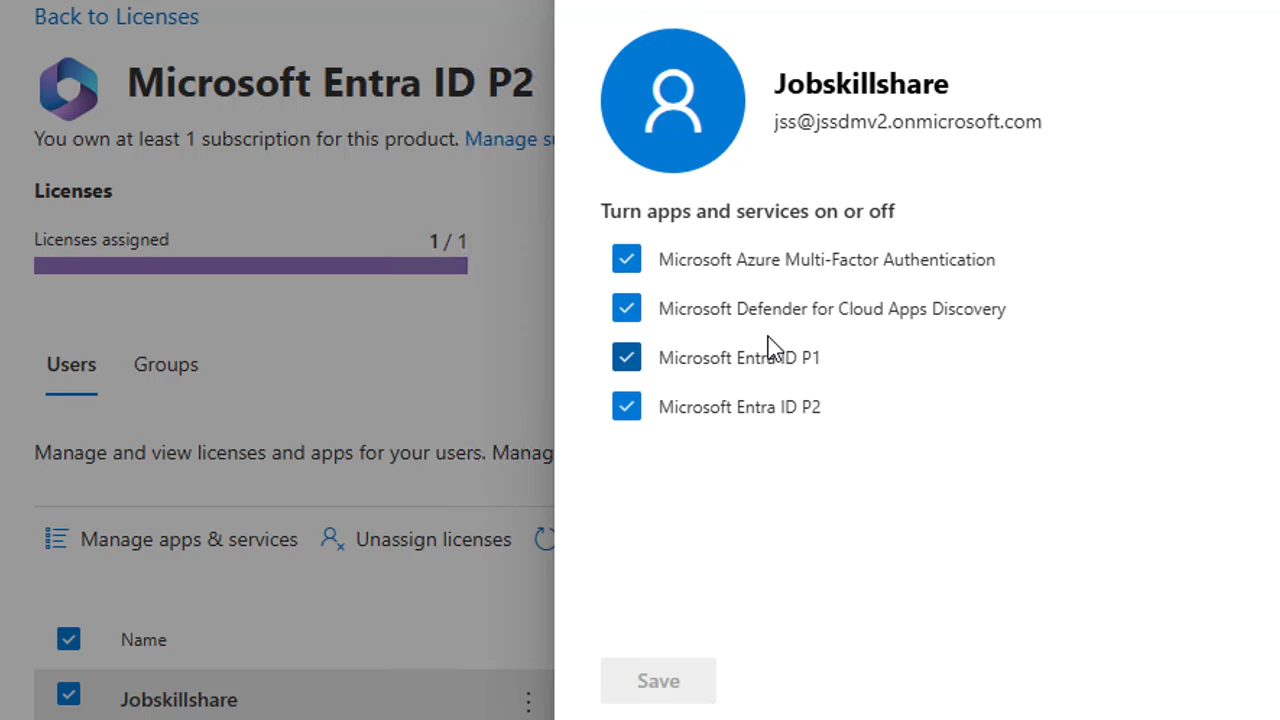 Back to Licenses
Microsoft Entra ID P2
You own at least 1 subscription for this product. Manage
Licenses
Licenses assigned
1 / 1
Users
Groups
Manage and view licenses and apps for your users.
Manage apps & services
Unassign licenses
Name
Jobskillshare
Jobskillshare
jss@jssdmv2.onmicrosoft.com
Turn apps and services on or off
Microsoft Azure Multi-Factor Authentication
Microsoft Defender for Cloud Apps Discovery
Microsoft Entra ID P1
Microsoft Entra ID P2
Save